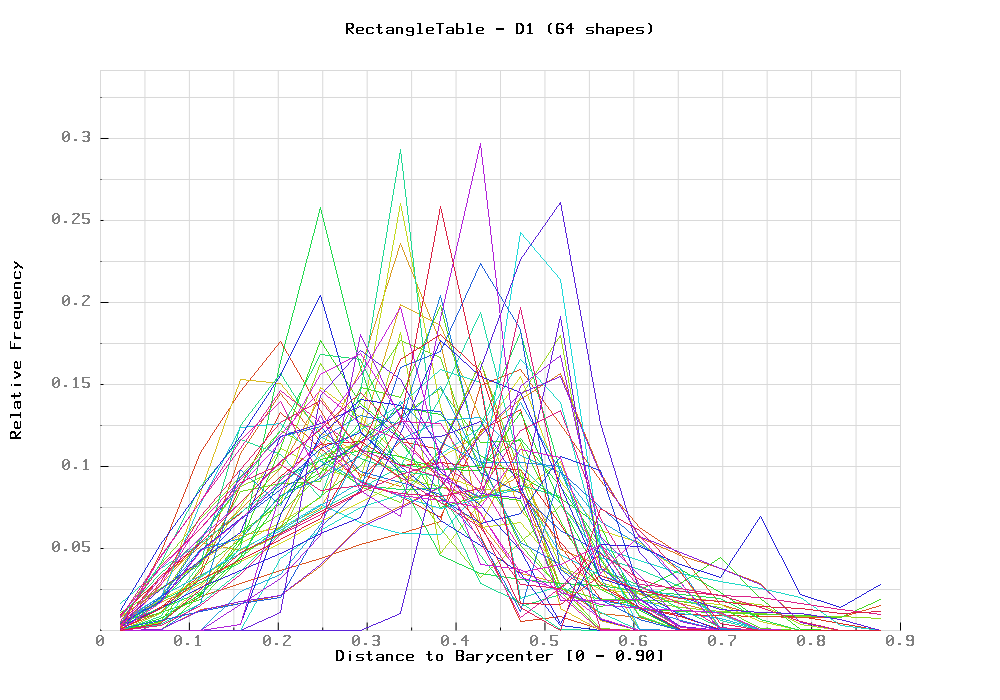 RectangleTable - D1 (64 shapes)
0.3
0.25
0.2
0.15
0.1
0.05
Relative Frequency
0 0.1 0.2 0.3 0.4 0.5 0.6 0.7 0.8 0.9
Distance to Barycenter [0 - 0.90]